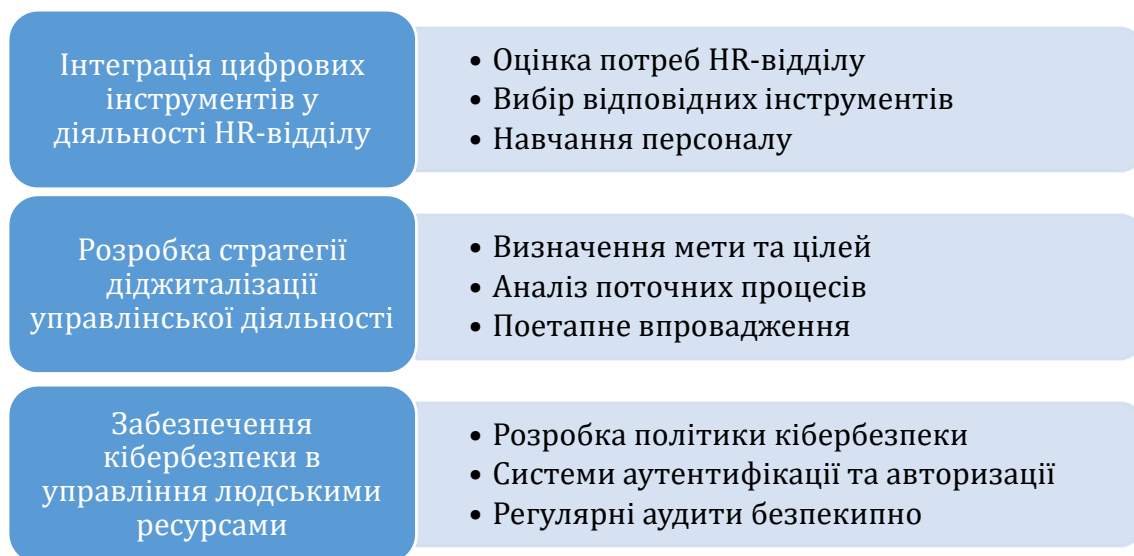 Інтеграція цифрових
інструментів у
діяльності HR-відділу
• Оцінка потреб HR-відділу
• Вибір відповідних інструментів
• Навчання персоналу
Розробка стратегії
діджиталізації
управлінської діяльності
• Визначення мети та цілей
• Аналіз поточних процесів
• Поетапне впровадження
Забезпечення
кібербезпеки в
управління людськими
ресурсами
• Розробка політики кібербезпеки
• Системи аутентифікації та авторизації
• Регулярні аудити безпекипно